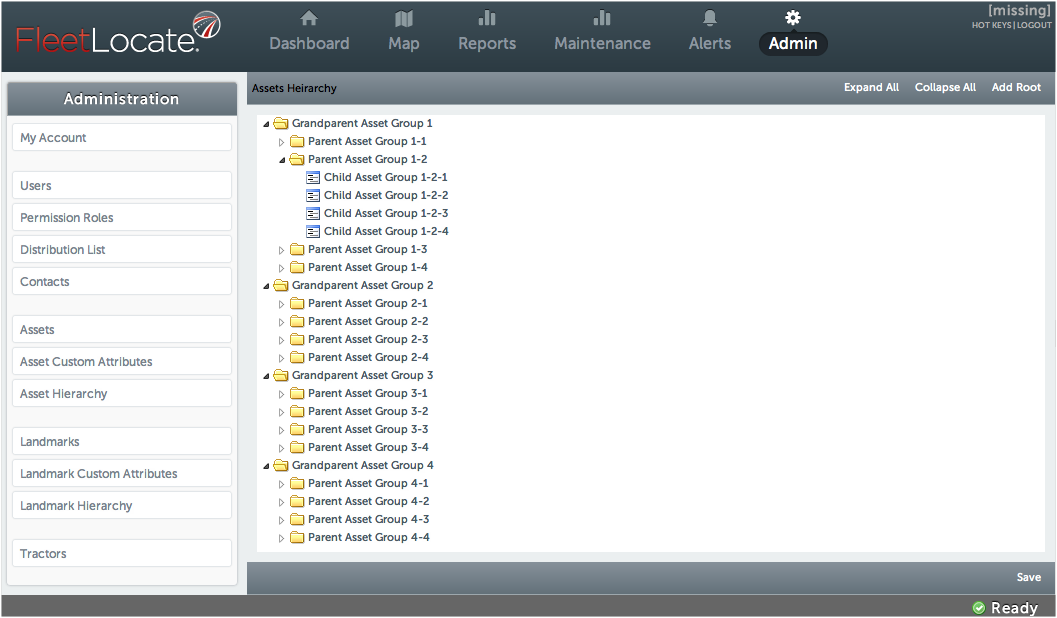 FleetLocate.
Dashboard
Map
Reports
Maintenance
Alerts
Admin
[missing]
HOT KEYS|LOGOUT
Administration
My Account
Users
Permission Roles
Distribution List
Contacts
Assets
Asset Custom Attributes
Asset Hierarchy
Landmarks
Landmark Custom Attributes
Landmark Hierarchy
Tractors
Assets Heirarchy
Expand All
Collapse All
Add Root
Grandparent Asset Group 1
Parent Asset Group 1-1
Parent Asset Group 1-2
Child Asset Group 1-2-1
Child Asset Group 1-2-2
Child Asset Group 1-2-3
Child Asset Group 1-2-4
Parent Asset Group 1-3
Parent Asset Group 1-4
Grandparent Asset Group 2
Parent Asset Group 2-1
Parent Asset Group 2-2
Parent Asset Group 2-3
Parent Asset Group 2-4
Grandparent Asset Group 3
Parent Asset Group 3-1
Parent Asset Group 3-2
Parent Asset Group 3-3
Parent Asset Group 3-4
Grandparent Asset Group 4
Parent Asset Group 4-1
Parent Asset Group 4-2
Parent Asset Group 4-3
Parent Asset Group 4-4
Save
Ready